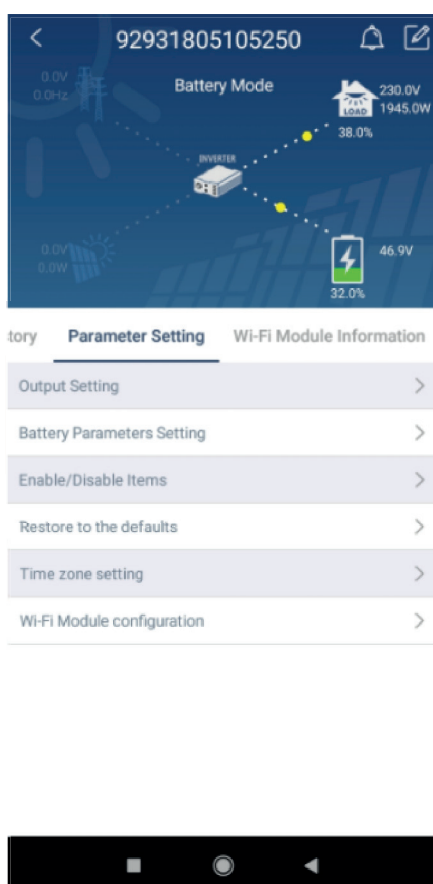 92931805105250
0.0V
0.0Hz
Battery Mode
LOAD
230.0V
1945.0W
38.0%
INVERTER
0.0V
0.0W
46.9V
32.0%
tory Parameter Setting Wi-Fi Module Information
Output Setting
Battery Parameters Setting
Enable/Disable Items
Restore to the defaults
Time zone setting
Wi-Fi Module configuration